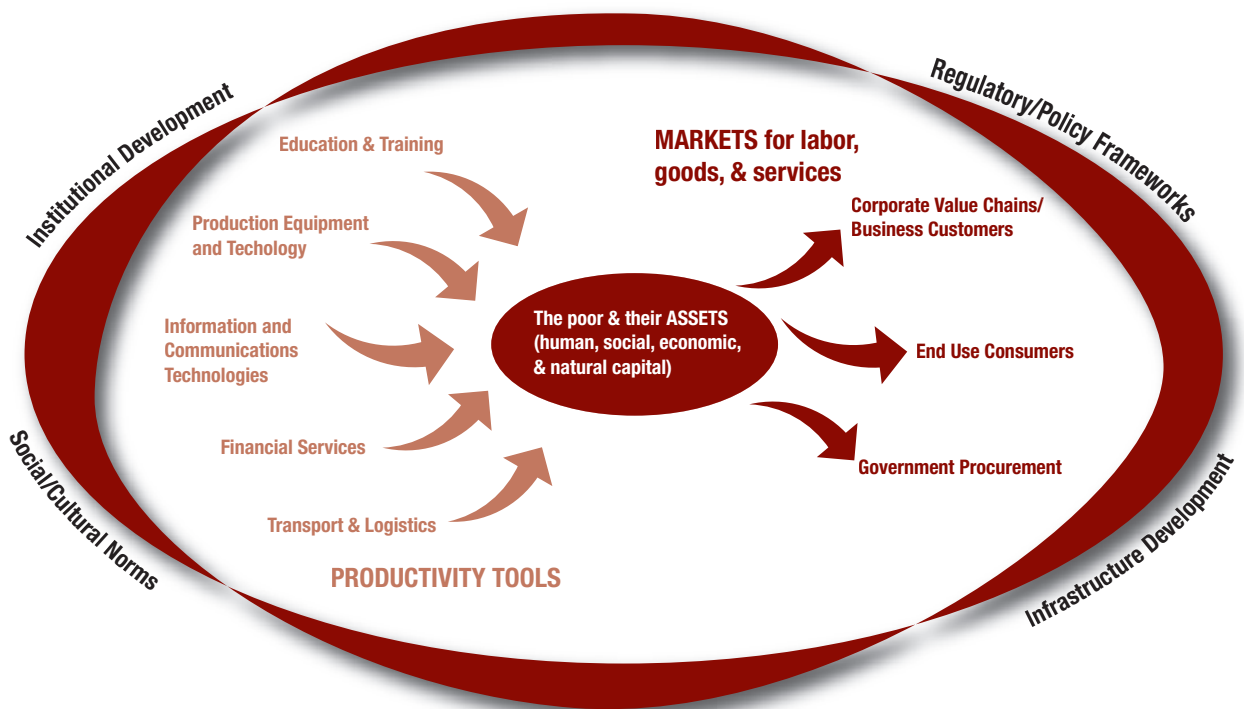 Institutional Development
Regulatory/Policy Frameworks
Education & Training
MARKETS for labor,
goods, & services
Production Equipment
and Techology
Corporate Value Chains/
Business Customers
Information and
Communications
Technologies
The poor & their ASSETS
(human, social, economic,
& natural capital)
End Use Consumers
Financial Services
Government Procurement
Transport & Logistics
PRODUCTIVITY TOOLS
Social/Cultural Norms
Infrastructure Development